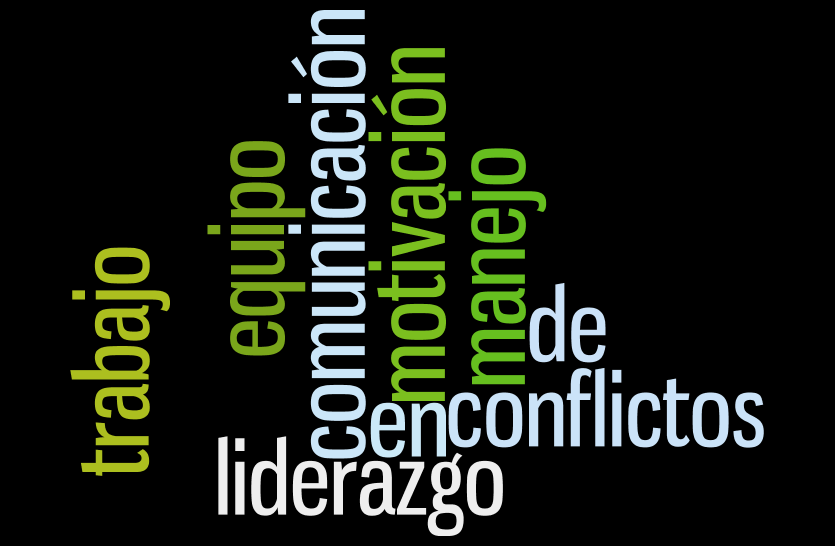 trabajo
equipo
comunicación
motivación
manejo
de
en
conflictos
liderazgo